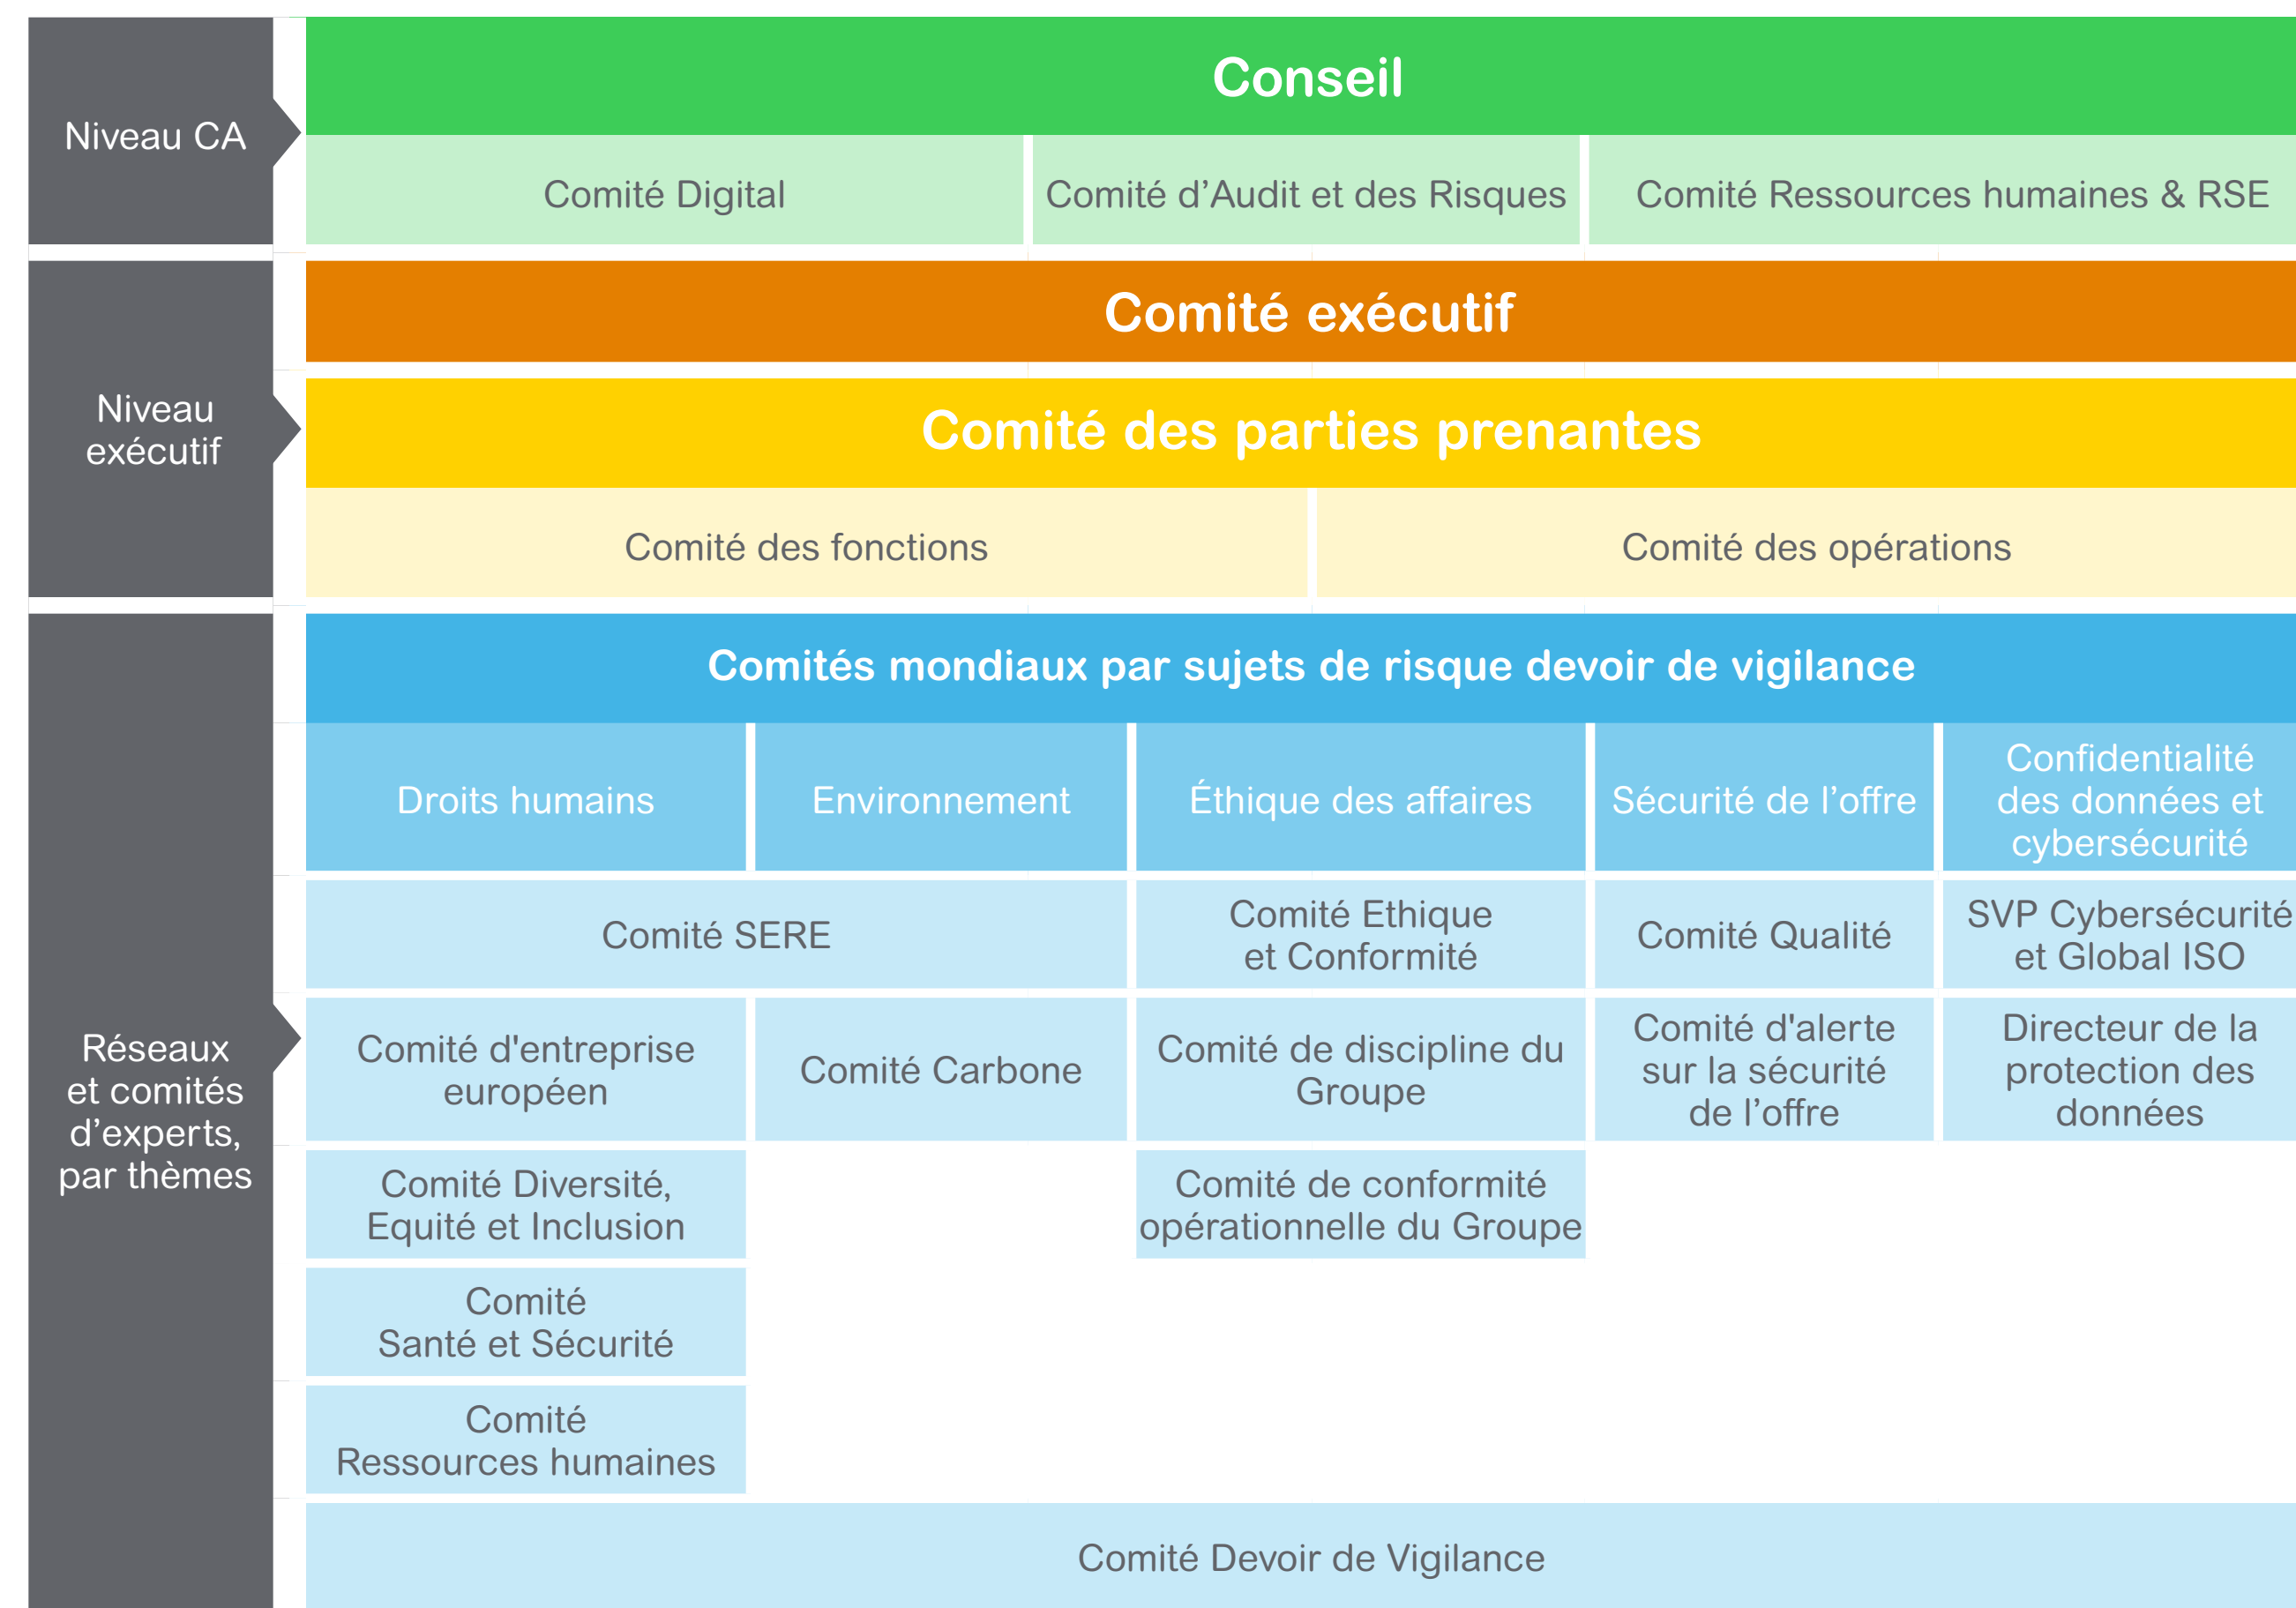 Niveau CA
Conseil
Comité Digital
Comité d’Audit et des Risques
Comité Ressources humaines & RSE
Niveau
exécutif
Comité exécutif
Comité des parties prenantes
Comité des fonctions
Comité des opérations
Réseaux
et comités
d’experts,
par thèmes
Comités mondiaux par sujets de risque devoir de vigilance
Droits humains
Environnement
Éthique des affaires
Sécurité de l’offre
Confidentialité
des données et
cybersécurité
Comité SERE
Comité Ethique
et Conformité
Comité Qualité
SVP Cybersécurité
et Global ISO
Comité d'entreprise
européen
Comité Carbone
Comité de discipline du
Groupe
Comité d'alerte
sur la sécurité
de l’offre
Directeur de la
protection des
données
Comité Diversité,
Equité et Inclusion
Comité de conformité
opérationnelle du Groupe
Comité
Santé et Sécurité
Comité
Ressources humaines
Comité Devoir de Vigilance